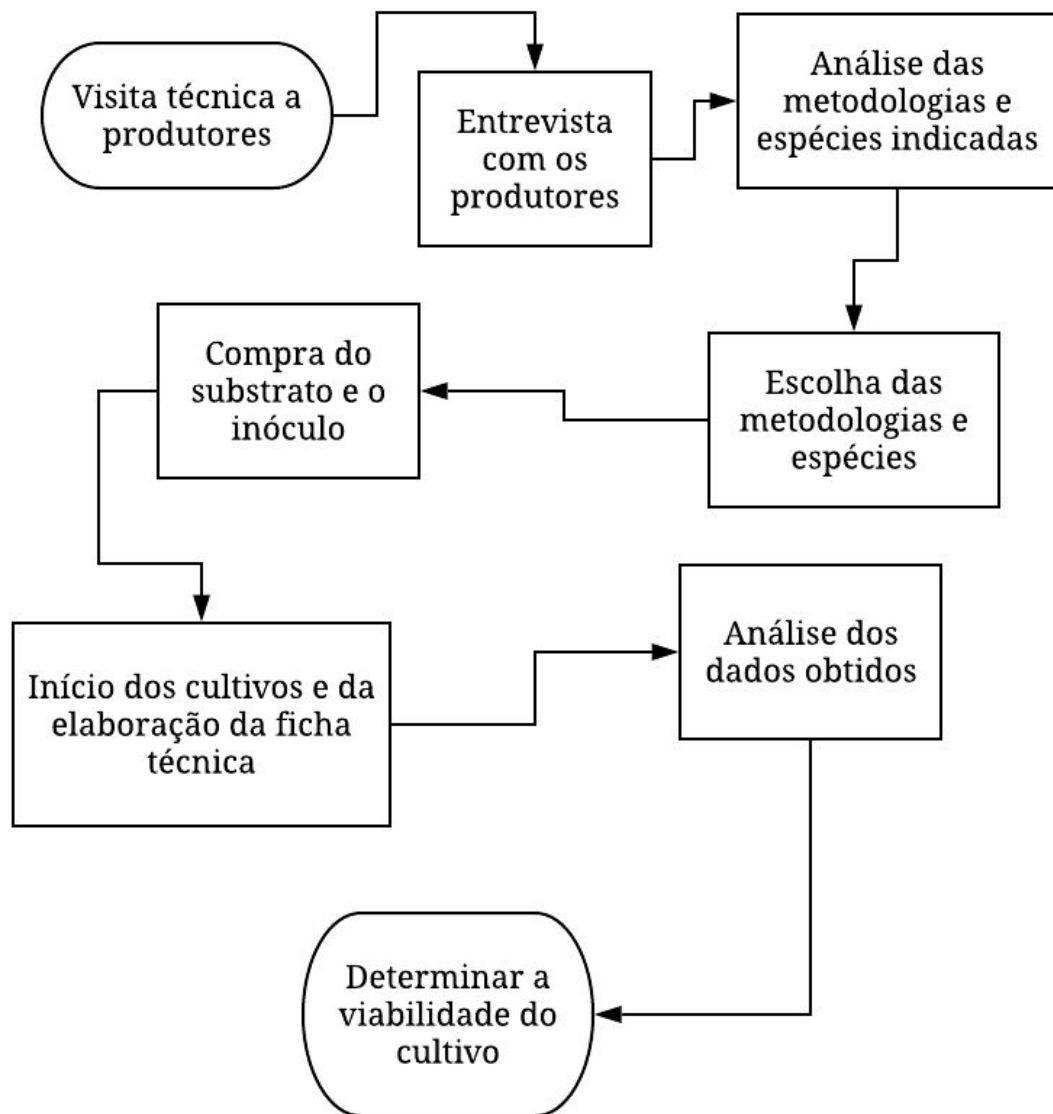 Visita técnica a
produtores
Entrevista
com os
produtores
Análise das
metodologias e
espécies indicadas
Escolha das
metodologias e
espécies
Compra do
substrato e o
inóculo
Início dos cultivos e da
elaboração da ficha
técnica
Análise dos
dados obtidos
Determinar a
viabilidade do
cultivo